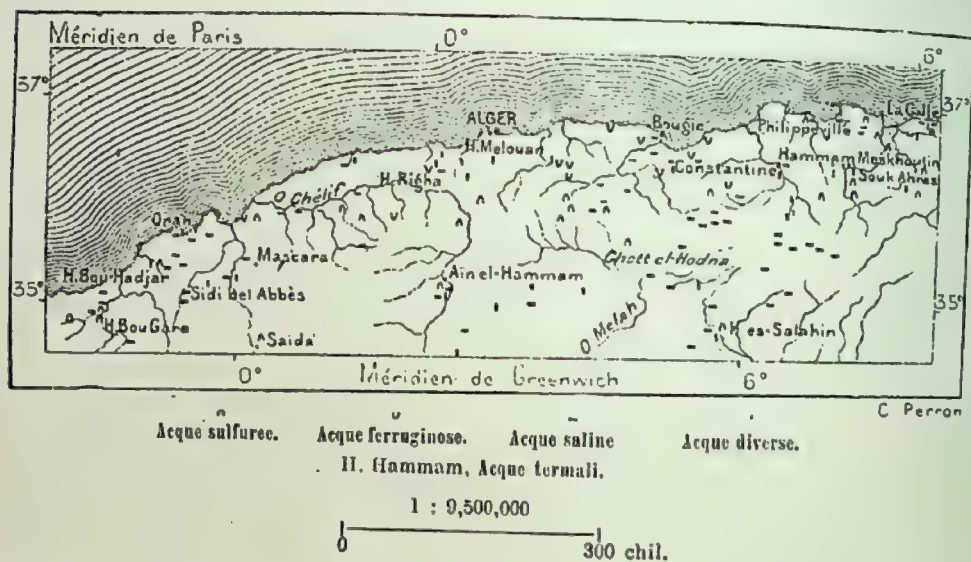 Méridien de Paris
0°
6°
37°
37°
La Calle
ALGER
Bougie
Philippeville
H. Melouan
Constantine
Hammam Meskhoutin
Souk Ahras
H. Righa
O Chélif
Oran
Mascara
Chott el-Hodna
H. Bou-Hadjar
Aïn el-Hammam
35°
Sidi bel Abbès
35°
H. Bou Gara
O Melah
H es-Salahin
Saïda
0°
Méridien de Greenwich
6°
C Perron
Acque sulfuree. Acque ferruginose. Acque saline Acque diverse.
H. Hammam, Acque termali.
1 : 9,500,000
0 300 chil.